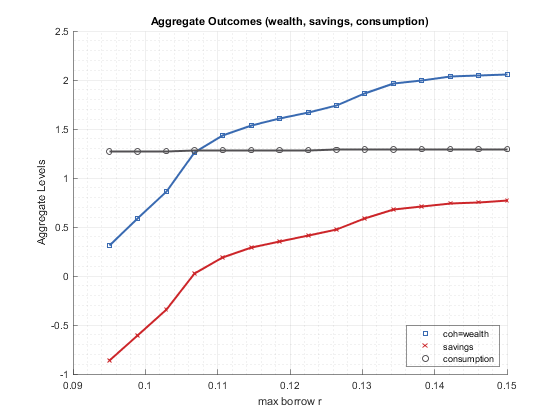 Aggregate Outcomes (wealth, savings, consumption)
2.5
2
1.5
1
0.5
0
-0.5
-1
Aggregate Levels
coh=wealth
savings
consumption
0.09 0.1 0.11 0.12 0.13 0.14 0.15
max borrow r